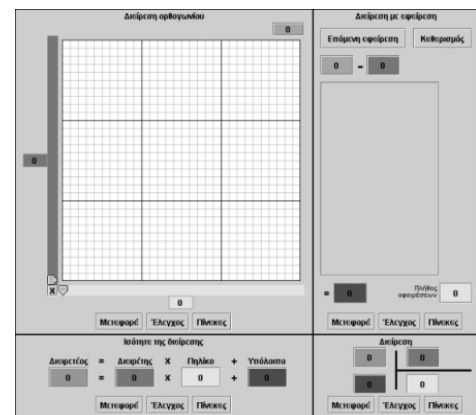 Διαίρεση ορθογωνίου
0
0
X
0
Μεταφορά Έλεγχος Πίνακας
Διαίρεση με αφαίρεση
Επόμενη αφαίρεση Καθαρισμός
0 - 0
= 0 Πλήθος αφαιρέσεων 0
Μεταφορά Έλεγχος Πίνακας
Ισότητα της διαίρεσης
Διαιρετέος = Διαιρέτης X Πηλίκο + Υπόλοιπο
0 = 0 X 0 + 0
Μεταφορά Έλεγχος Πίνακας
Διαίρεση
0 0
0 0
Μεταφορά Έλεγχος Πίνακας